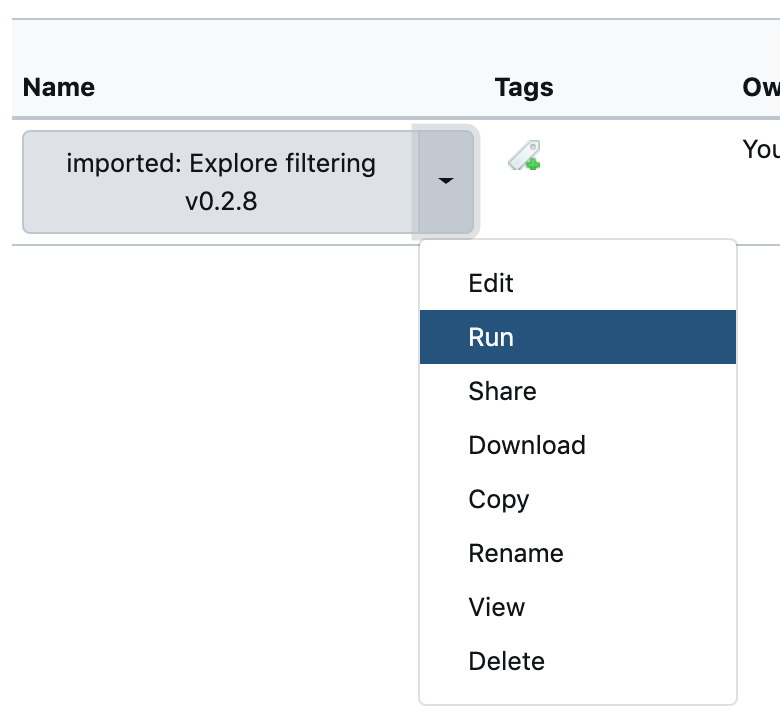 Name Tags Ow
imported: Explore filtering
v0.2.8
You
Edit
Run
Share
Download
Copy
Rename
View
Delete